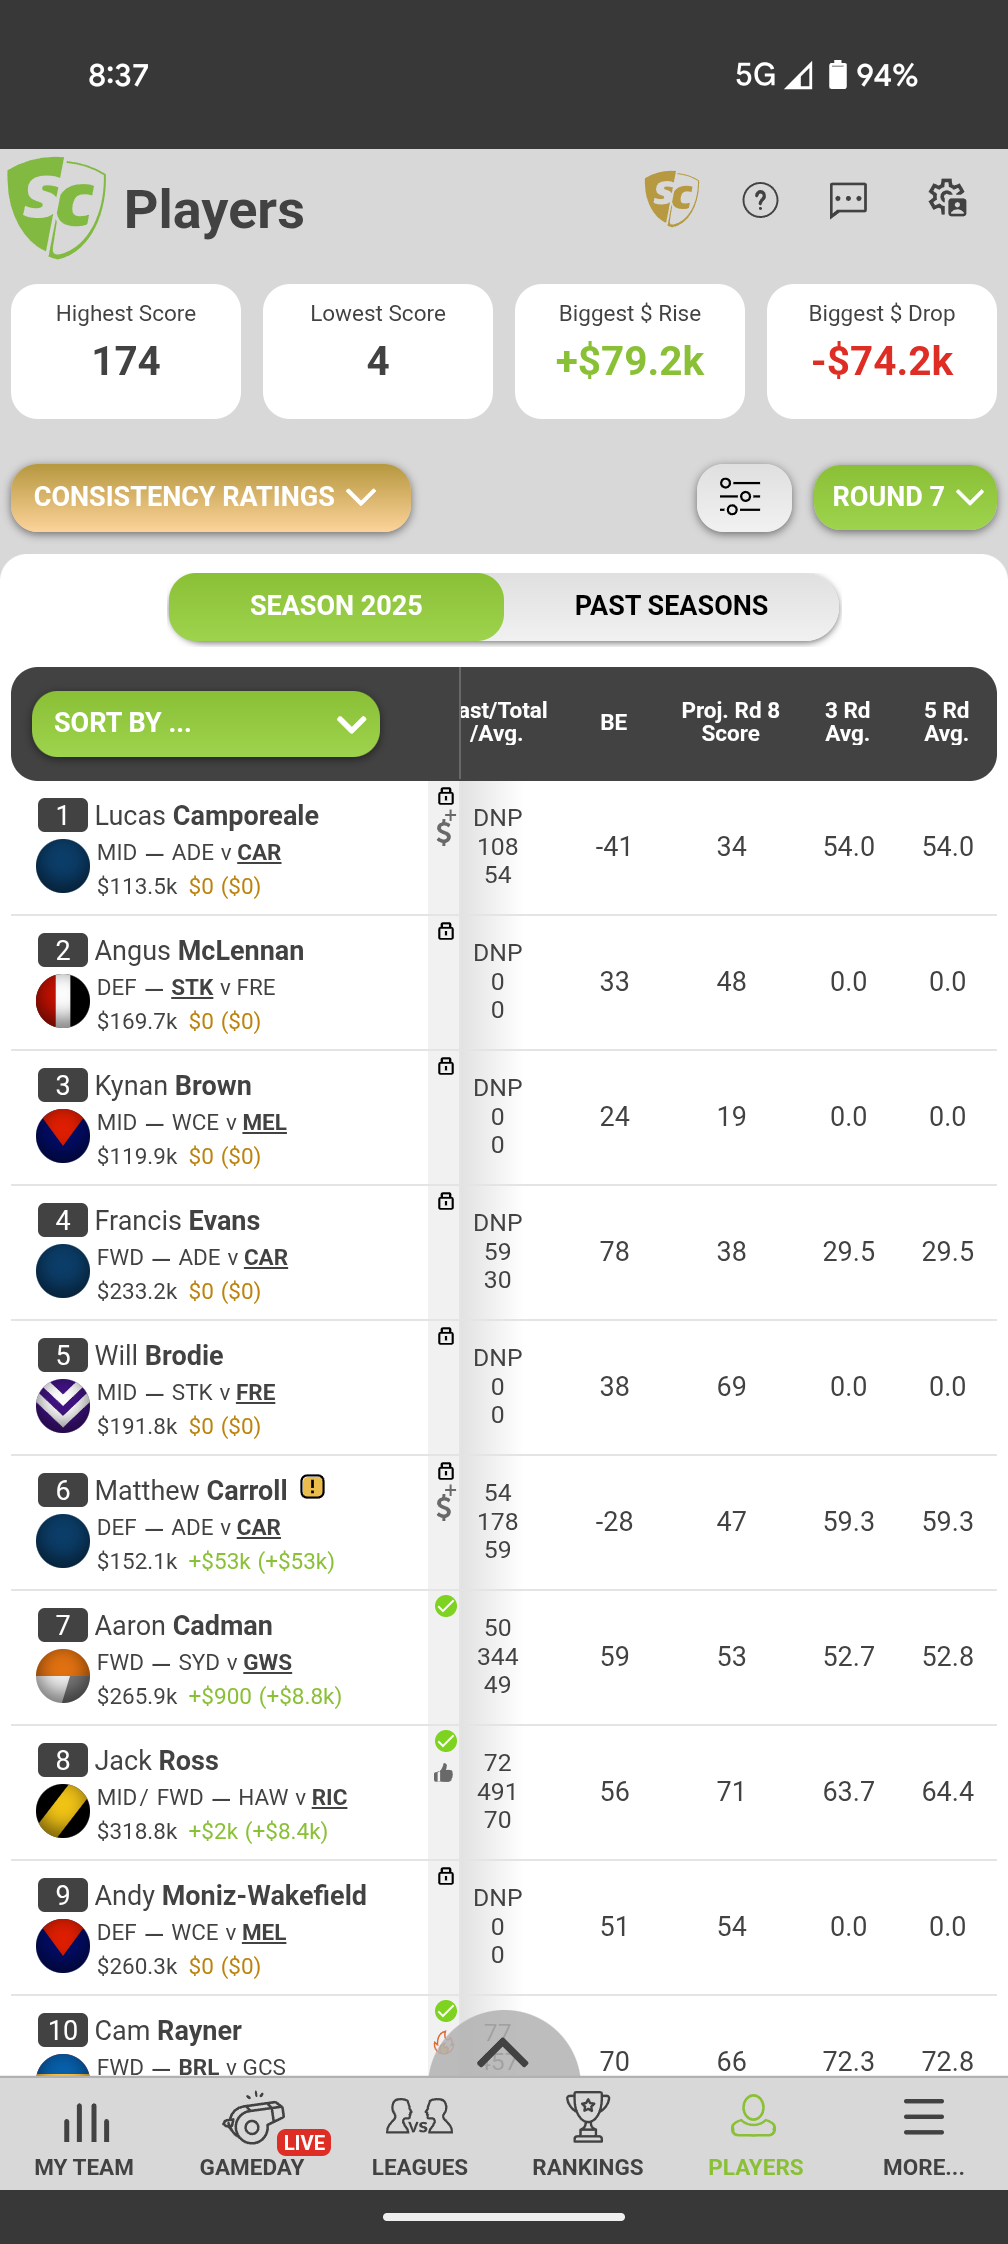 8:37
5G 94%
SC Players SC ?
Highest Score Lowest Score Biggest $ Rise Biggest $ Drop
174 4 +$79.2k -$74.2k
CONSISTENCY RATINGS ROUND 7
SEASON 2025 PAST SEASONS
SORT BY ...
ast/Total /Avg. BE Proj. Rd 8 Score 3 Rd Avg. 5 Rd Avg.
1 Lucas Camporeale
MID — ADE v CAR
$113.5k $0 ($0)
$+
DNP
108
54
-41 34 54.0 54.0
2 Angus McLennan
DEF — STK v FRE
$169.7k $0 ($0)
DNP
0
0
33 48 0.0 0.0
3 Kynan Brown
MID — WCE v MEL
$119.9k $0 ($0)
DNP
0
0
24 19 0.0 0.0
4 Francis Evans
FWD — ADE v CAR
$233.2k $0 ($0)
DNP
59
30
78 38 29.5 29.5
5 Will Brodie
MID — STK v FRE
$191.8k $0 ($0)
DNP
0
0
38 69 0.0 0.0
6 Matthew Carroll !
DEF — ADE v CAR
$152.1k +$53k (+$53k)
$+
54
178
59
-28 47 59.3 59.3
7 Aaron Cadman
FWD — SYD v GWS
$265.9k +$900 (+$8.8k)
50
344
49
59 53 52.7 52.8
8 Jack Ross
MID/ FWD — HAW v RIC
$318.8k +$2k (+$8.4k)
72
491
70
56 71 63.7 64.4
9 Andy Moniz-Wakefield
DEF — WCE v MEL
$260.3k $0 ($0)
DNP
0
0
51 54 0.0 0.0
10 Cam Rayner
FWD — BRL v GCS
77
70 66 72.3 72.8
VS
LIVE
MY TEAM GAMEDAY LEAGUES RANKINGS PLAYERS MORE...